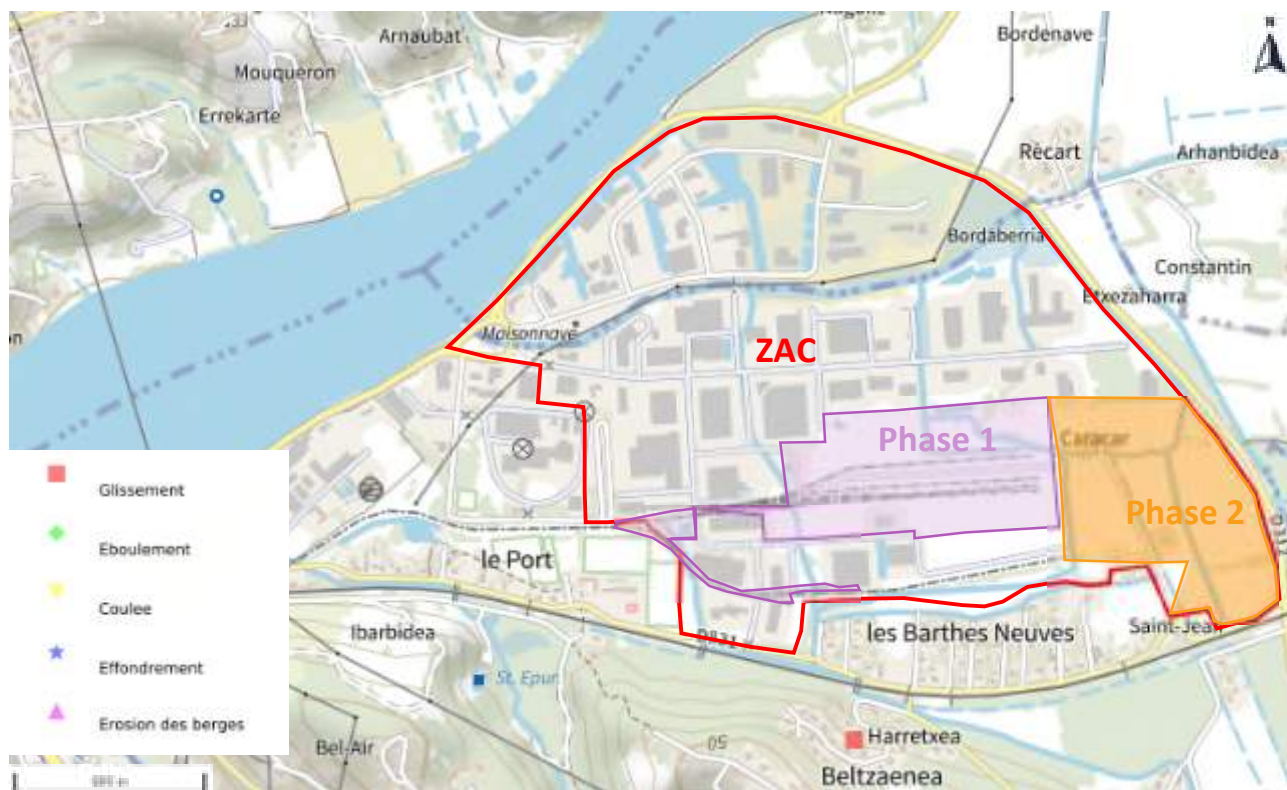 Arnaubat
Bordenave
Mouqueron
Errekarte
Rècart
Arhanbidea
Bordaberria
Constantin
Etxezaharra
Maisonnave
ZAC
Phase 1
Caracar
Phase 2
Glissement
Eboulement
le Port
Coulee
les Barthes Neuves
Saint-Jean
Ibarbidea
Effondrement
St. Epur
Erosion des berges
Harretxea
Bel-Air
50
Beltzaenea